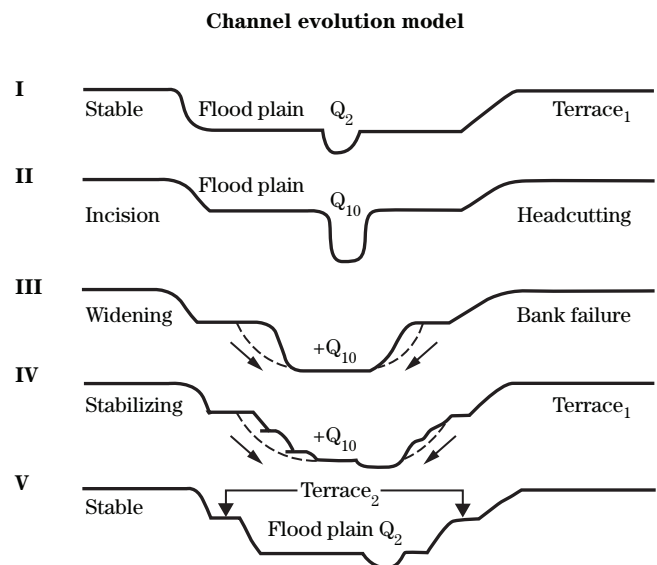 Channel evolution model
I
Stable Flood plain Q2 Terrace1
II
Flood plain
Q10
Incision Headcutting
III
Widening Bank failure
+Q10
IV
Stabilizing Terrace1
+Q10
V
Terrace2
Stable
Flood plain Q2